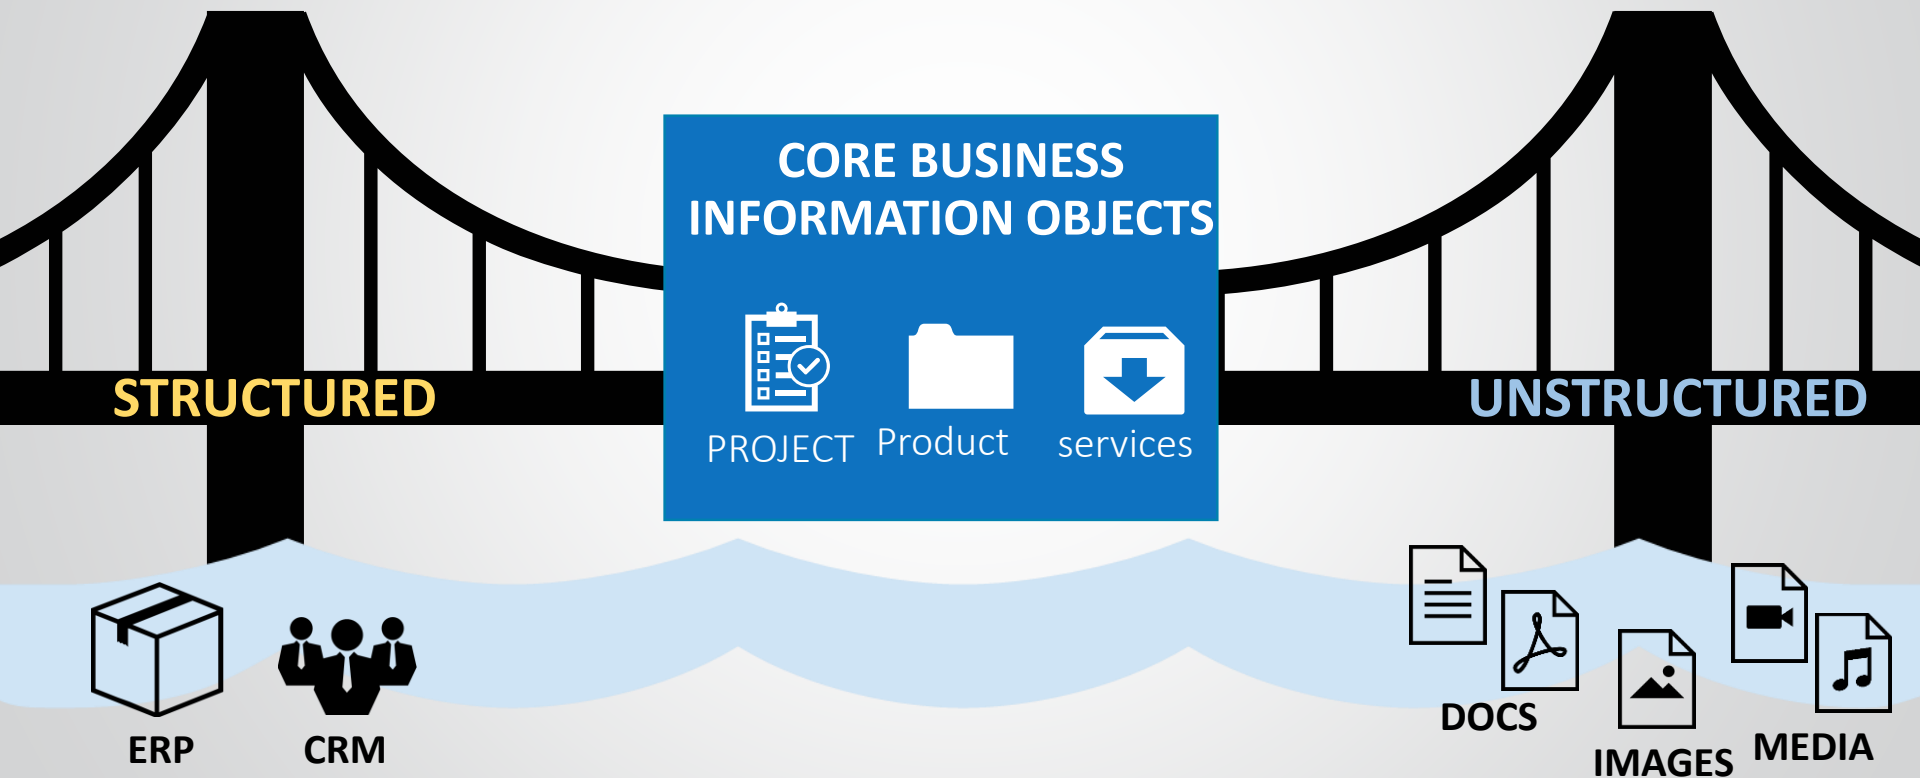 CORE BUSINESS
INFORMATION OBJECTS
STRUCTURED
UNSTRUCTURED
PROJECT
Product
services
ERP
CRM
DOCS
IMAGES
MEDIA